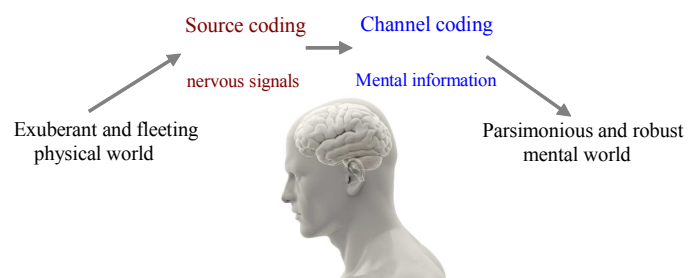 Source coding
Channel coding
nervous signals
Mental information
Exuberant and fleeting
physical world
Parsimonious and robust
mental world